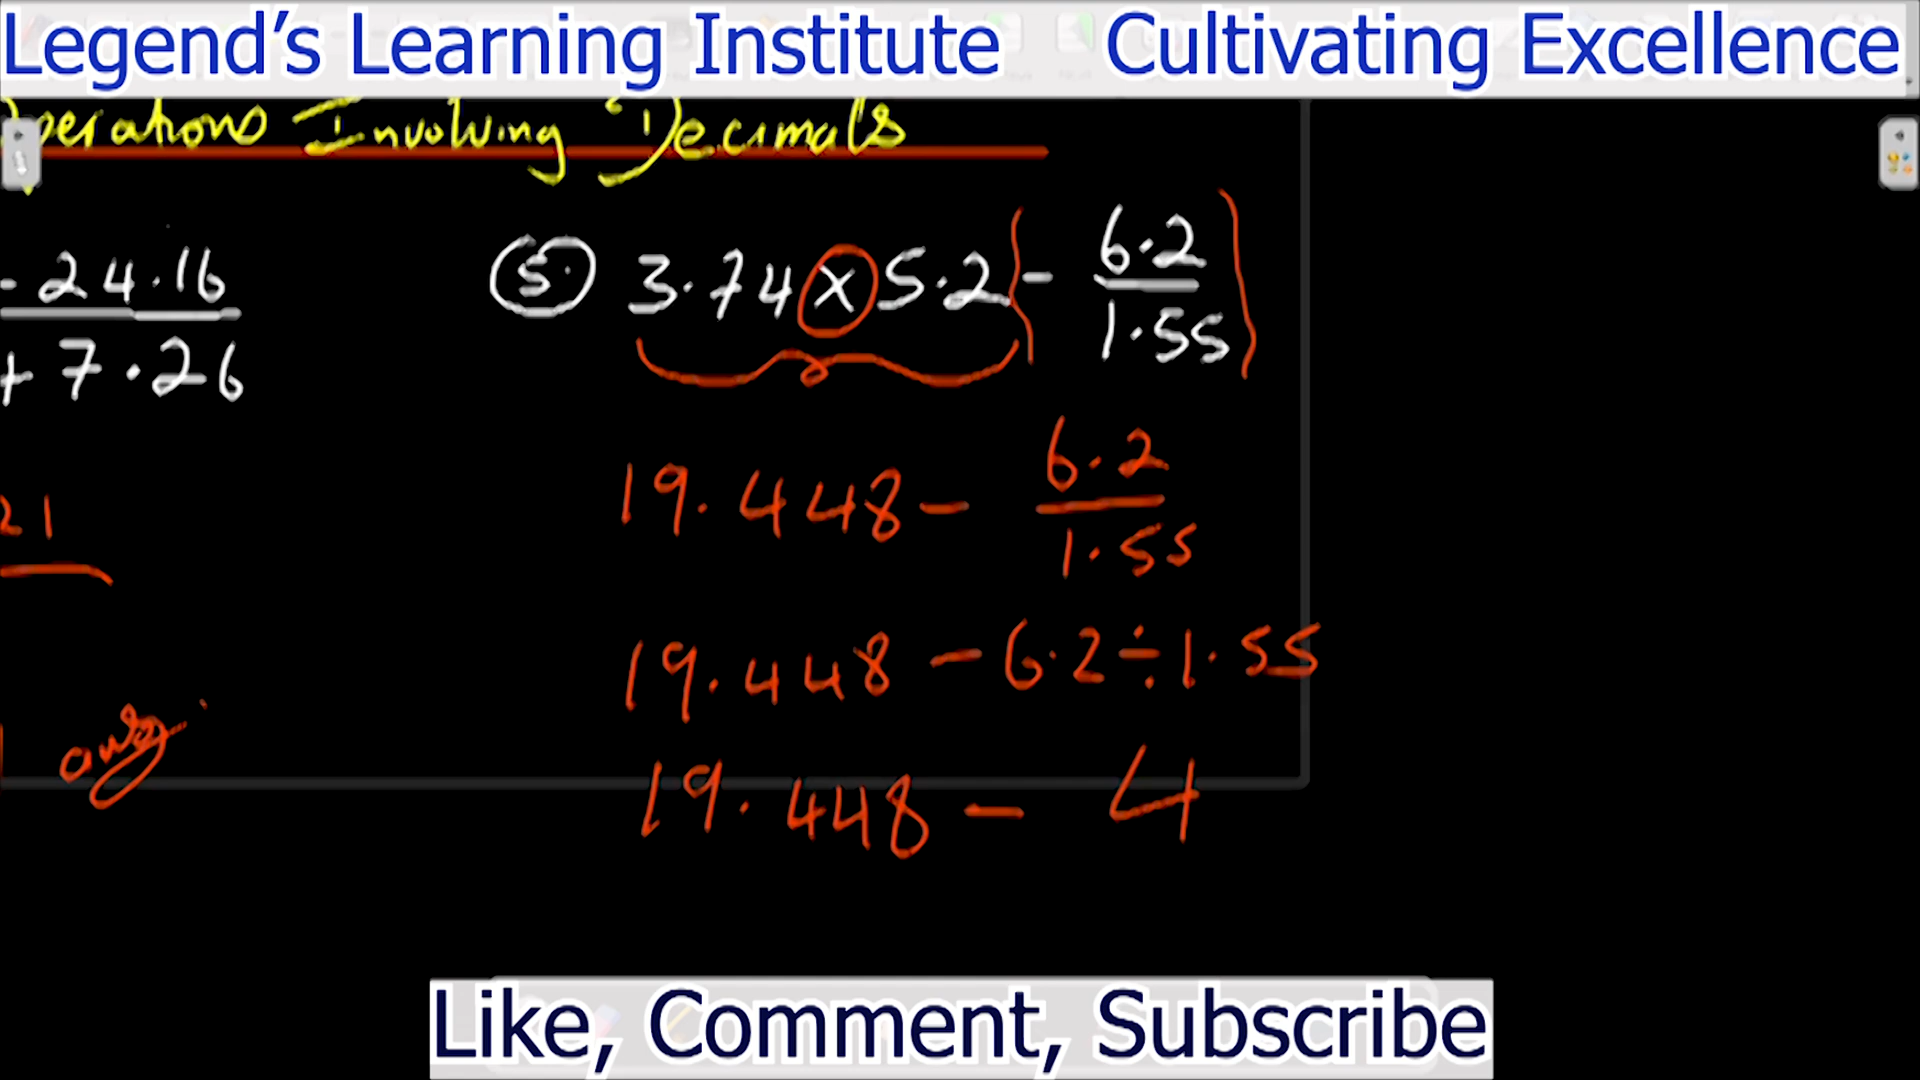 Legend’s Learning Institute Cultivating Excellence
perations Involving Decimals
- 24.16
+ 7.26
21
ans
5. 3.74 x 5.2 - 6.2
1.55
19.448 - 6.2
1.55
19.448 - 6.2 ÷ 1.55
19.448 - 4
Like, Comment, Subscribe